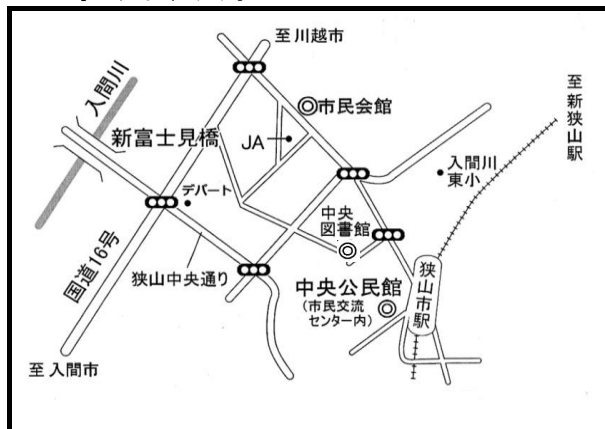 至川越市
入間川
市民会館
至新狭山駅
新富士見橋
JA
入間川
東小
デパート
中央
図書館
国道16号
狭山中央通り
中央公民館
(市民交流
センター内)
狭山市駅
至入間市